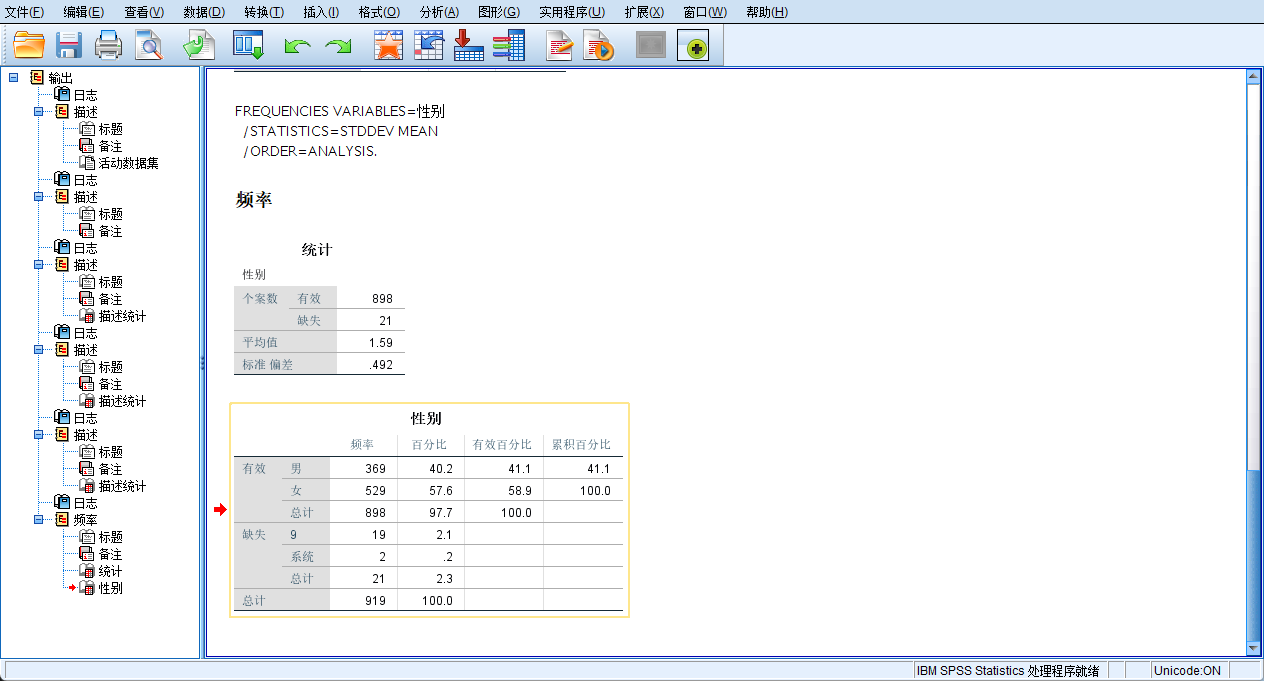 文件(F) 编辑(E) 查看(V) 数据(D) 转换(T) 插入(I) 格式(O) 分析(A) 图形(G) 实用程序(U) 扩展(X) 窗口(W) 帮助(H)
输出
日志
描述
标题
备注
活动数据集
日志
描述
标题
备注
日志
描述
标题
备注
描述统计
日志
描述
标题
备注
描述统计
日志
描述
标题
备注
描述统计
日志
频率
标题
备注
统计
性别
FREQUENCIES VARIABLES=性别
/STATISTICS=STDDEV MEAN
/ORDER=ANALYSIS.
频率
统计
性别
个案数 有效 898
缺失 21
平均值 1.59
标准 偏差 .492
性别
频率 百分比 有效百分比 累积百分比
有效 男 369 40.2 41.1 41.1
女 529 57.6 58.9 100.0
总计 898 97.7 100.0
缺失 9 19 2.1
系统 2 .2
总计 21 2.3
总计 919 100.0
IBM SPSS Statistics 处理程序就绪 Unicode:ON